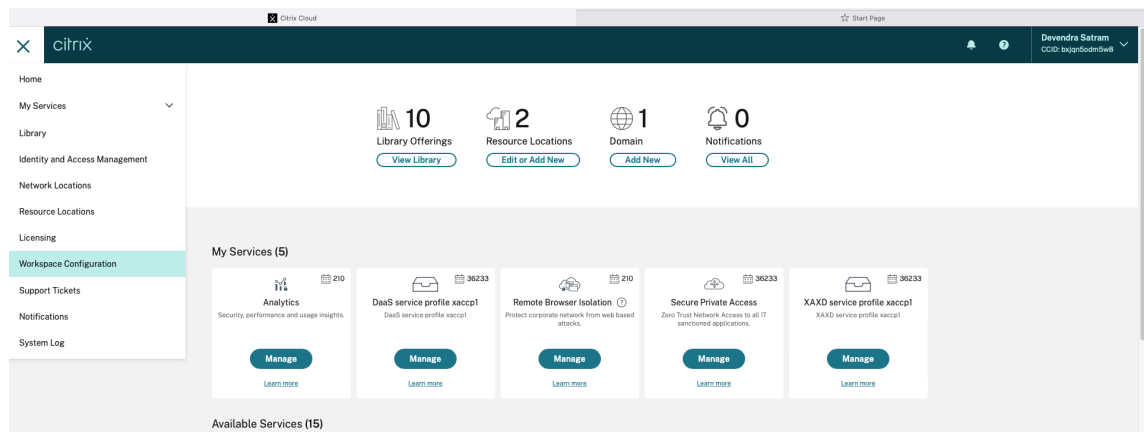 Citrix Cloud
Start Page
citrix
Devendra Satram
CCID: bxjqn5odm5w8
Home
My Services
Library
Identity and Access Management
Network Locations
Resource Locations
Licensing
Workspace Configuration
Support Tickets
Notifications
System Log
10
Library Offerings
View Library
2
Resource Locations
Edit or Add New
1
Domain
Add New
0
Notifications
View All
My Services (5)
210
Analytics
Security, performance and usage insights.
Manage
Learn more
36233
DaaS service profile xaccp1
DaaS service profile xaccp1
Manage
Learn more
210
Remote Browser Isolation ?
Protect corporate network from web based
attacks.
Manage
Learn more
36233
Secure Private Access
Zero Trust Network Access to all IT
sanctioned applications.
Manage
Learn more
36233
XAXD service profile xaccp1
XAXD service profile xaccp1
Manage
Learn more
Available Services (15)